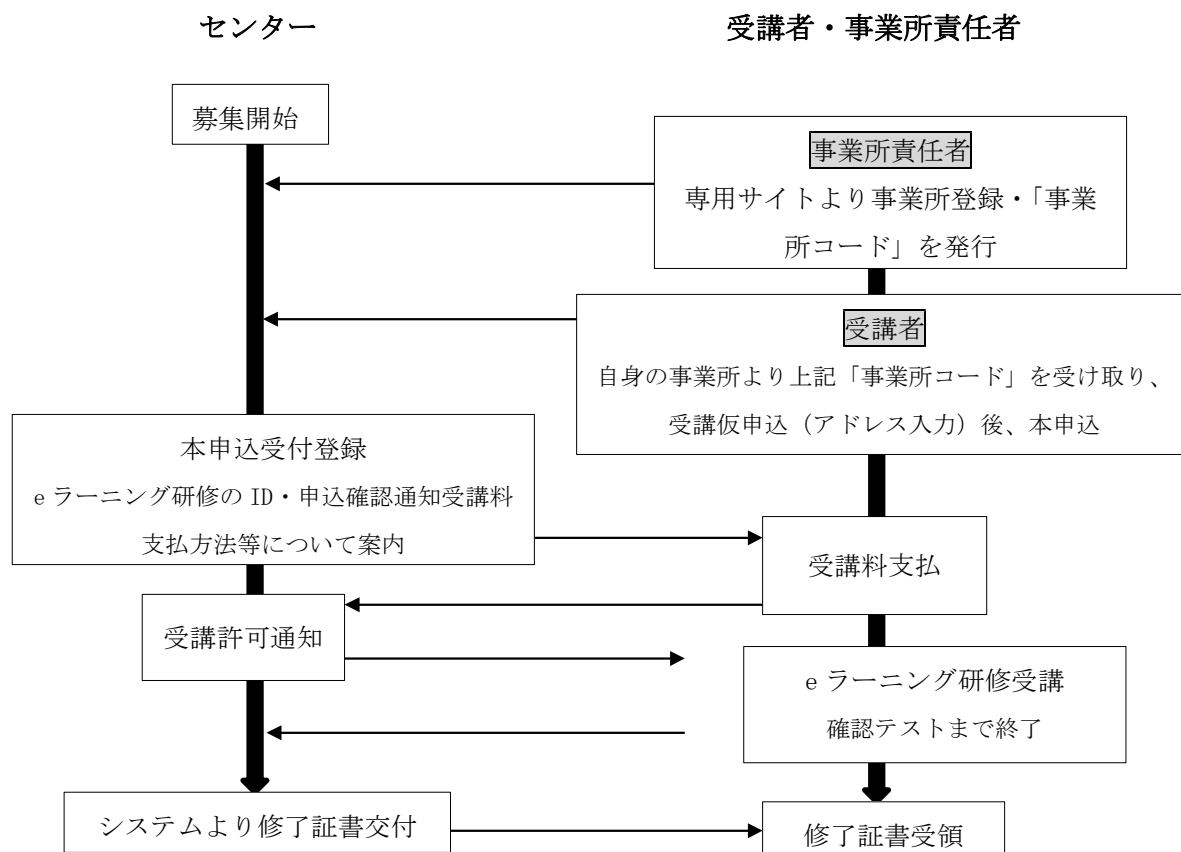 センター
受講者・事業所責任者
募集開始
事業所責任者
専用サイトより事業所登録・「事業
所コード」を発行
受講者
自身の事業所より上記「事業所コード」を受け取り、
受講仮申込（アドレス入力）後、本申込
本申込受付登録
e ラーニング研修の ID・申込確認通知受講料
支払方法等について案内
受講料支払
受講許可通知
e ラーニング研修受講
確認テストまで終了
システムより修了証書交付
修了証書受領